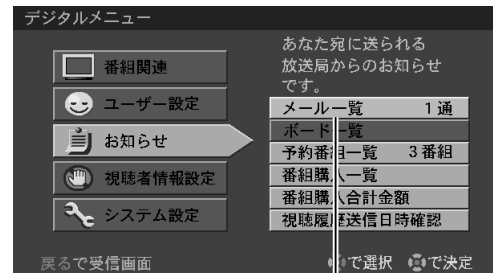 デジタルメニュー
番組関連
ユーザー設定
お知らせ
視聴者情報設定
システム設定
あなた宛に送られる
放送局からのお知らせ
です。
メール一覧 1通
ボード一覧
予約番組一覧 3番組
番組購入一覧
番組購入合計金額
視聴履歴送信日時確認
戻るで受信画面
で選択 で決定